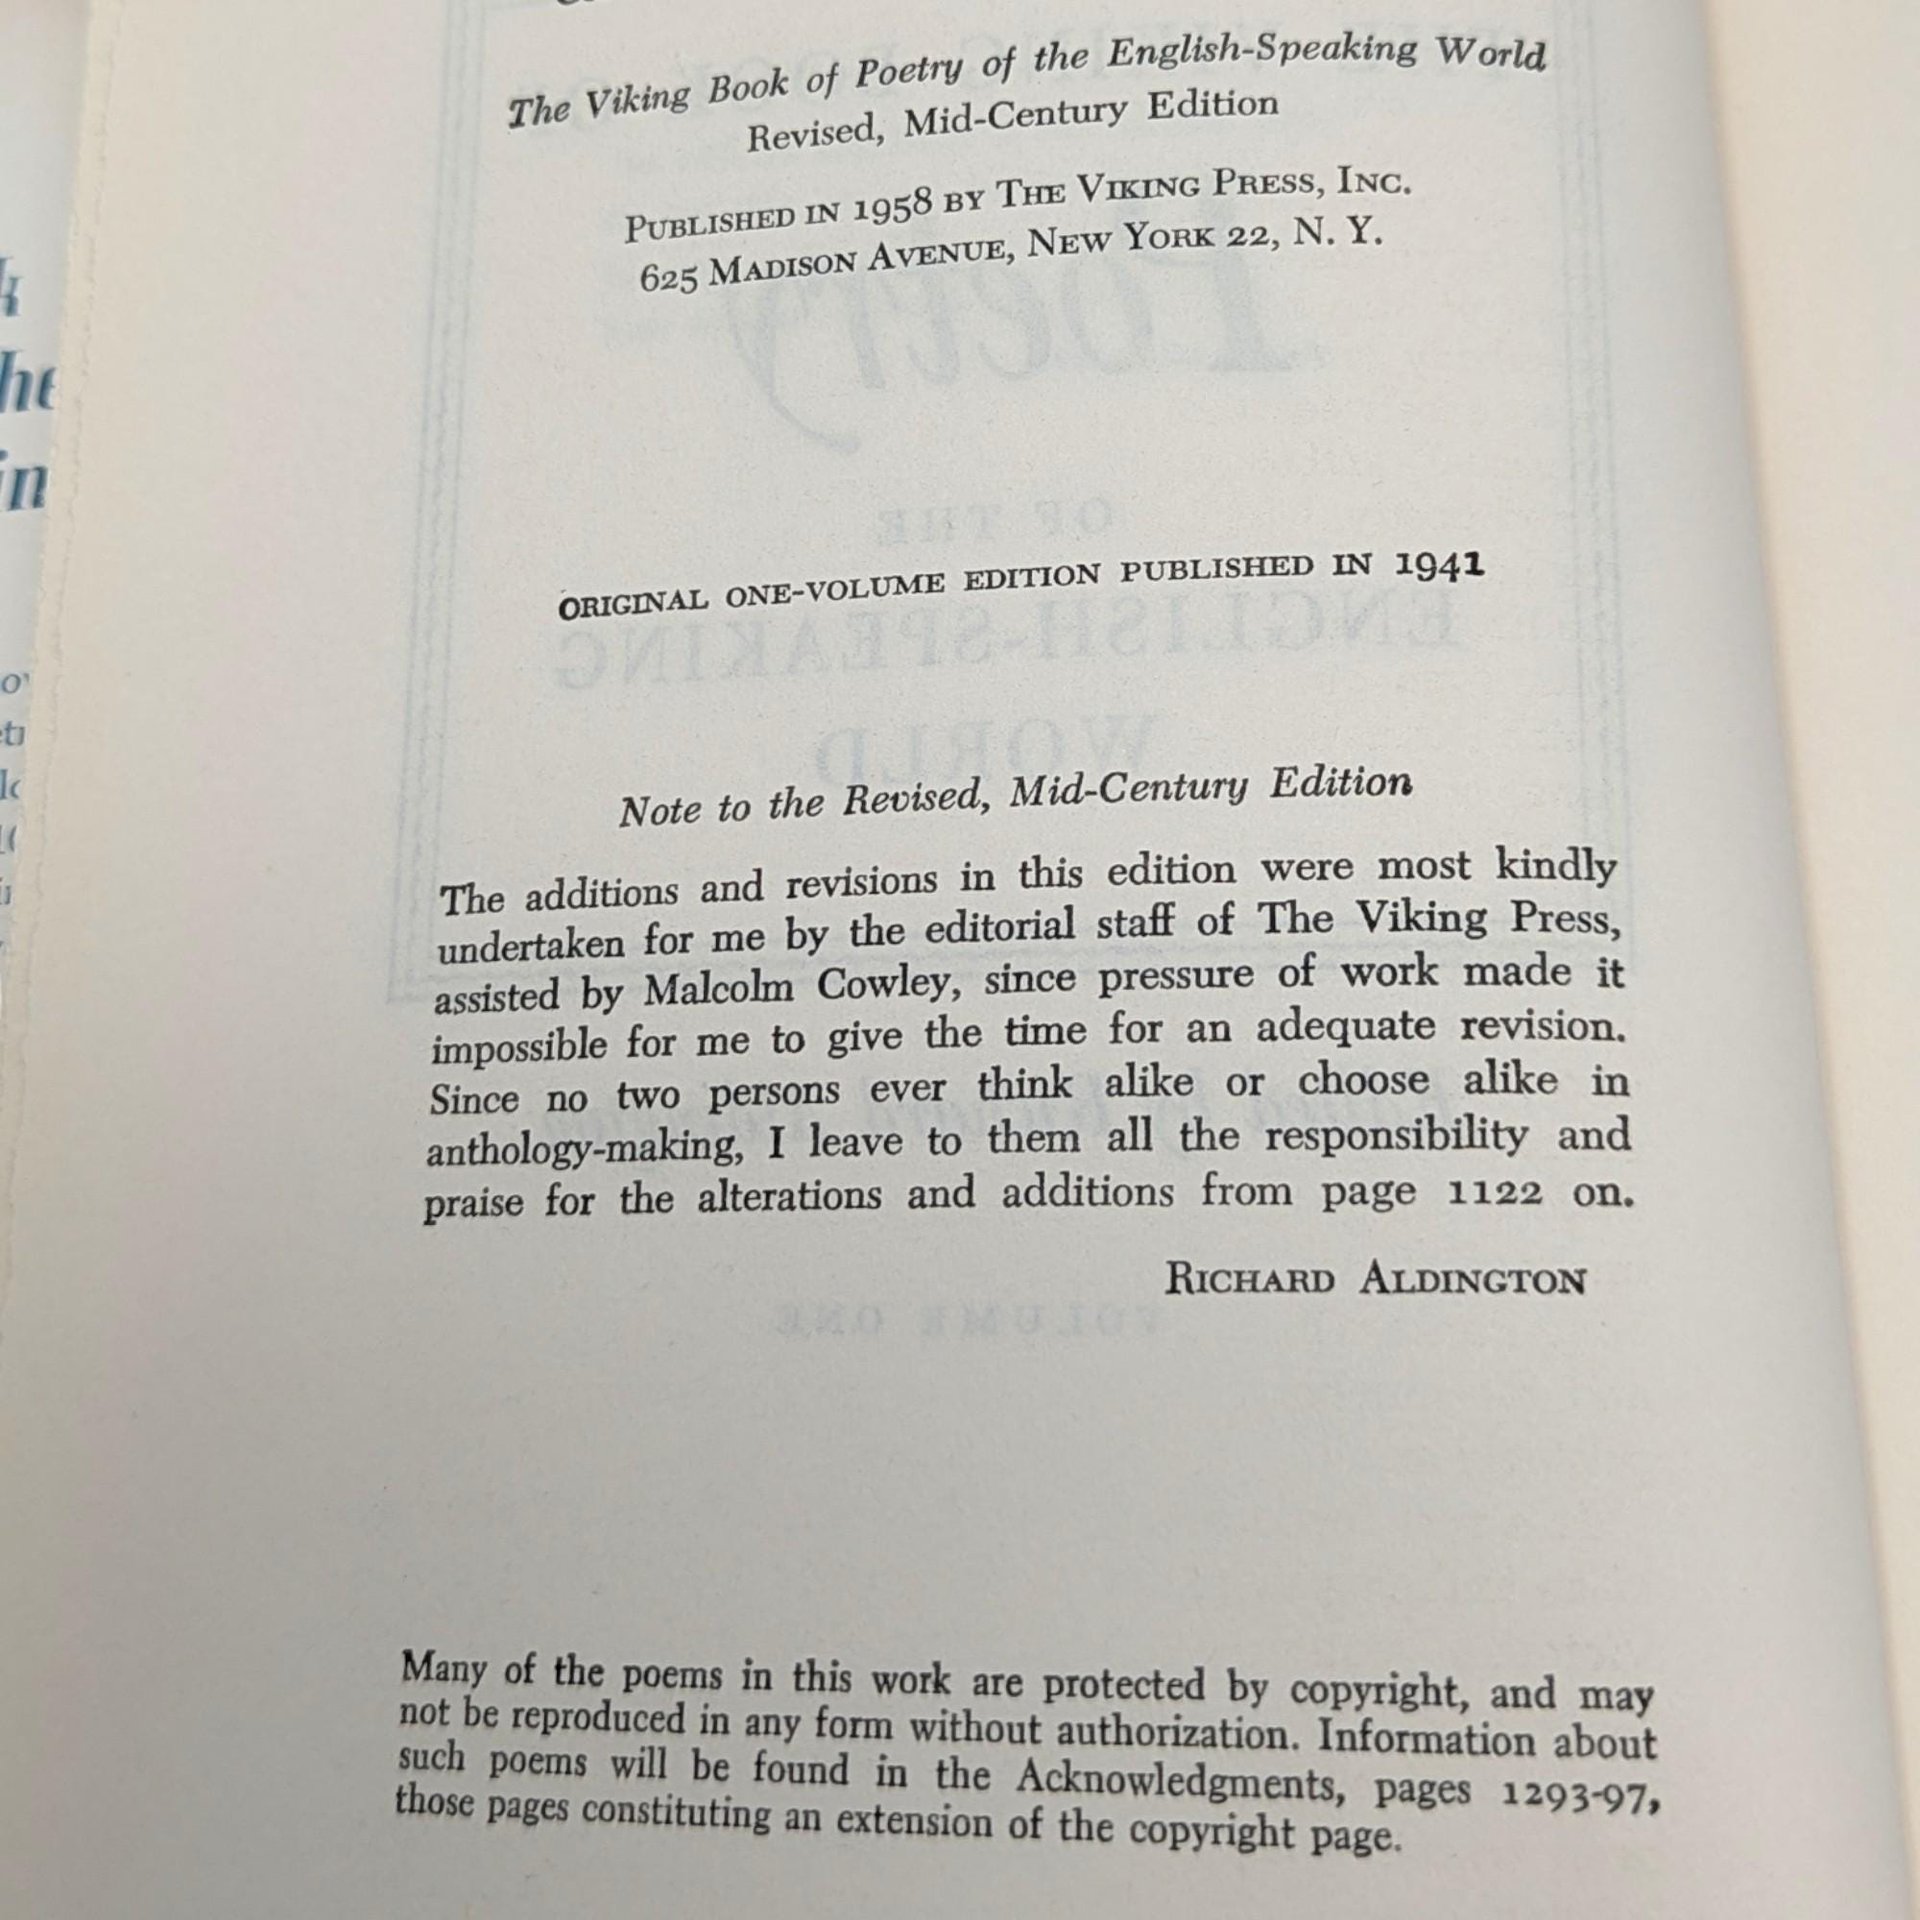 The Viking Book of Poetry of the English-Speaking World
Revised, Mid-Century Edition
PUBLISHED IN 1958 BY THE VIKING PRESS, INC.
625 MADISON AVENUE, NEW YORK 22, N. Y.
ORIGINAL ONE-VOLUME EDITION PUBLISHED IN 1941
Note to the Revised, Mid-Century Edition
The additions and revisions in this edition were most kindly
undertaken for me by the editorial staff of The Viking Press,
assisted by Malcolm Cowley, since pressure of work made it
impossible for me to give the time for an adequate revision.
Since no two persons ever think alike or choose alike in
anthology-making, I leave to them all the responsibility and
praise for the alterations and additions from page 1122 on.
RICHARD ALDINGTON
Many of the poems in this work are protected by copyright, and may
not be reproduced in any form without authorization. Information about
such poems will be found in the Acknowledgments, pages 1293-97,
those pages constituting an extension of the copyright page.